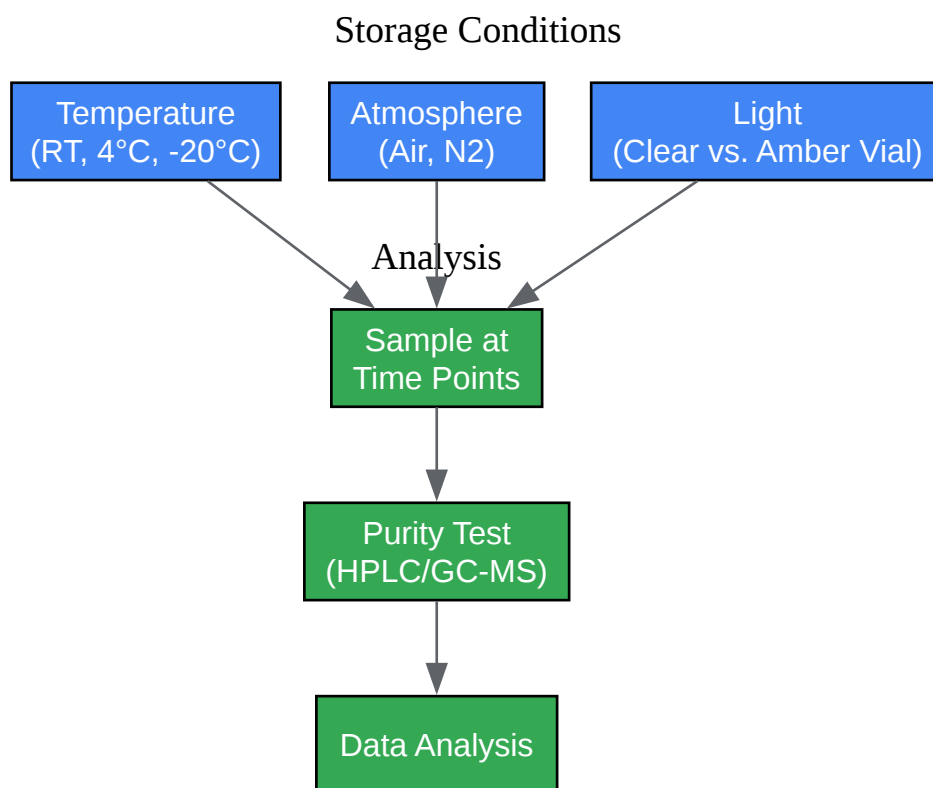 Storage Conditions
Temperature
(RT, 4°C, -20°C)
Atmosphere
(Air, N2)
Light
(Clear vs. Amber Vial)
Analysis
Sample at
Time Points
Purity Test
(HPLC/GC-MS)
Data Analysis